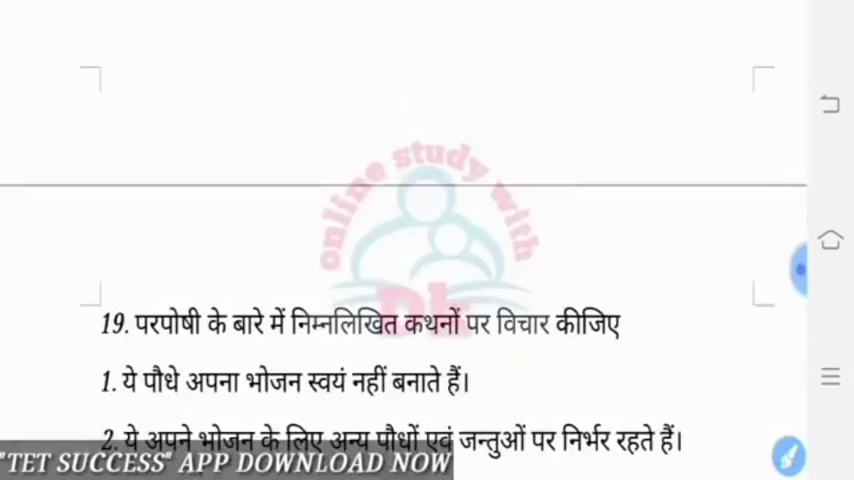 online study with
Dk
19. परपोषी के बारे में निम्नलिखित कथनों पर विचार कीजिए
1. ये पौधे अपना भोजन स्वयं नहीं बनाते हैं।
2. ये अपने भोजन के लिए अन्य पौधों एवं जन्तुओं पर निर्भर रहते हैं।
"TET SUCCESS" APP DOWNLOAD NOW